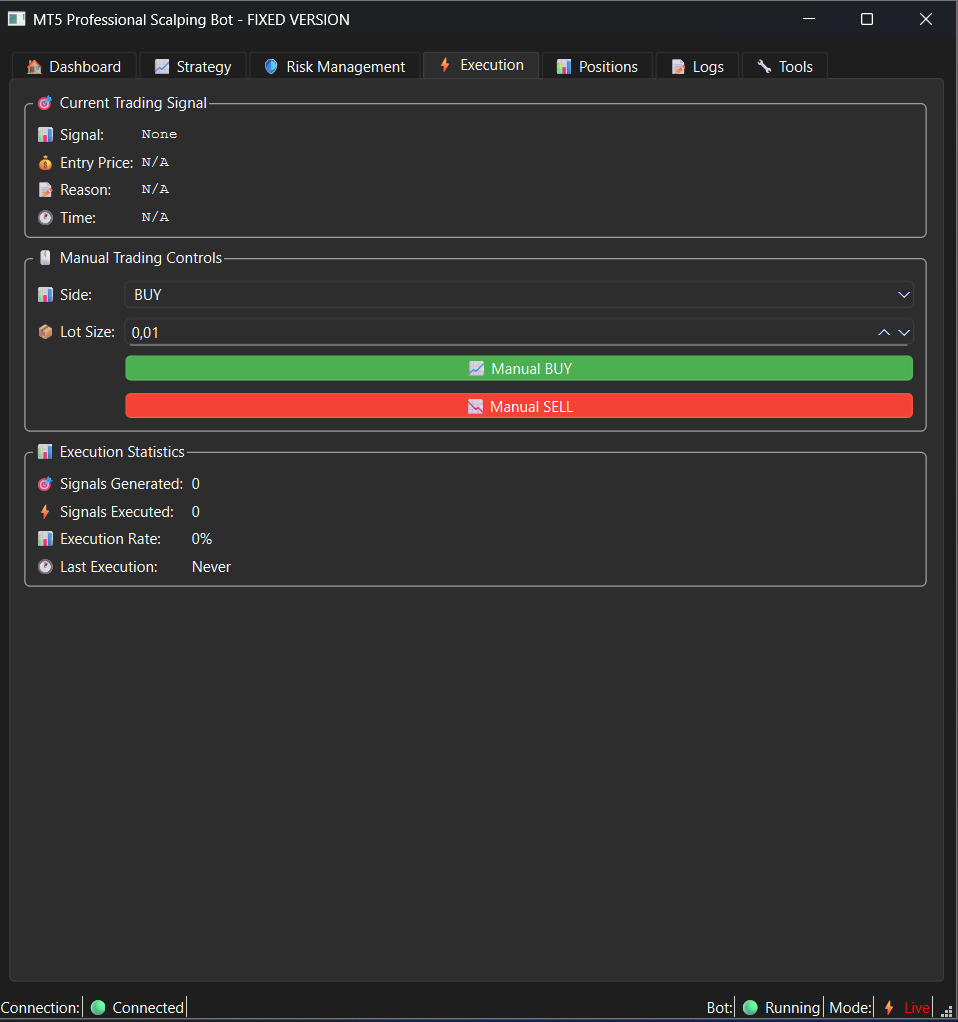 MT5 Professional Scalping Bot - FIXED VERSION
Dashboard Strategy Risk Management Execution Positions Logs Tools
Current Trading Signal
Signal: None
Entry Price: N/A
Reason: N/A
Time: N/A
Manual Trading Controls
Side: BUY
Lot Size: 0,01
Manual BUY
Manual SELL
Execution Statistics
Signals Generated: 0
Signals Executed: 0
Execution Rate: 0%
Last Execution: Never
Connection: Connected Bot: Running Mode: Live